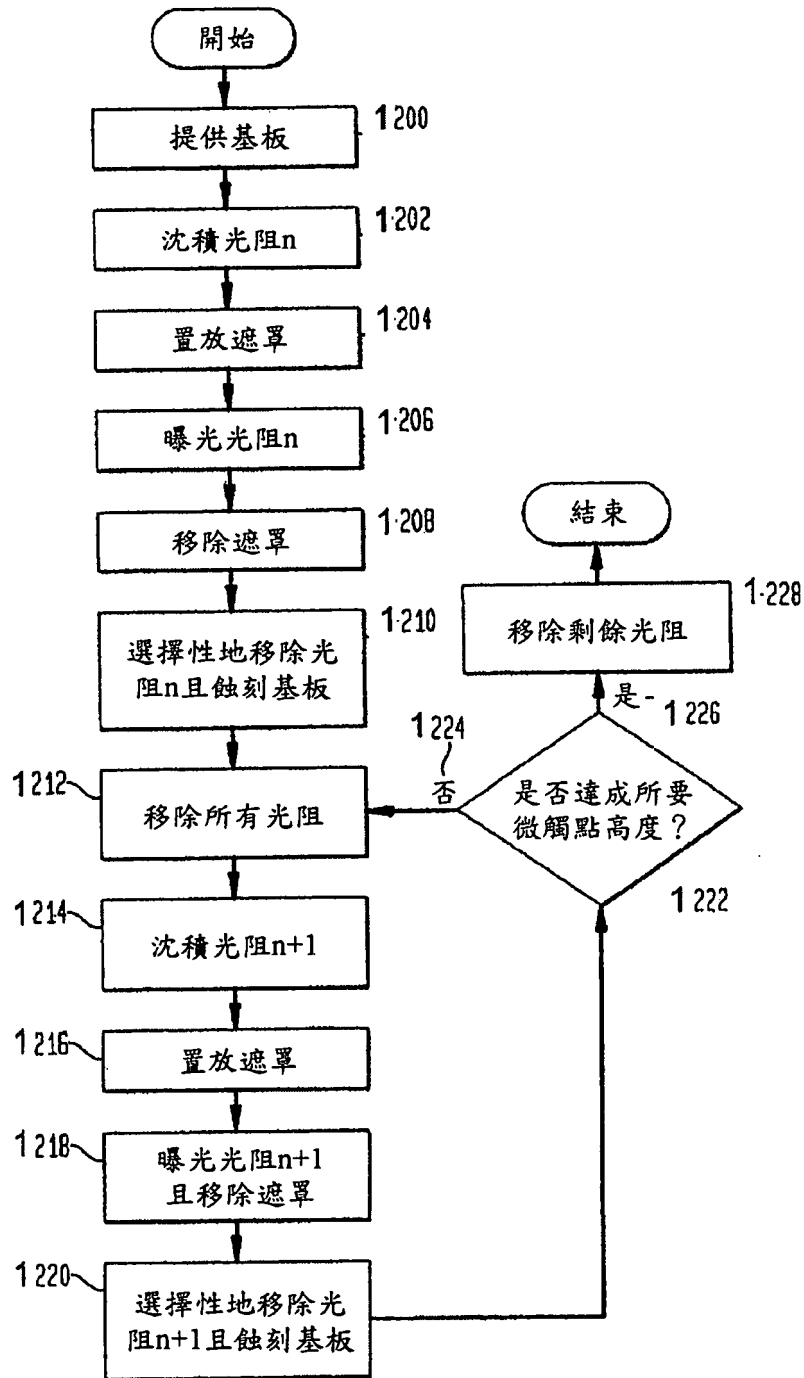 開始
提供基板
1200
沈積光阻n
1202
置放遮罩
1204
曝光光阻n
1206
移除遮罩
1208
選擇性地移除光
阻n且蝕刻基板
1210
移除所有光阻
1212
沈積光阻n+1
1214
置放遮罩
1216
曝光光阻n+1
且移除遮罩
1218
選擇性地移除光
阻n+1且蝕刻基板
1220
是否達成所要
微觸點高度？
1222
否
1224
是
1226
移除剩餘光阻
1228
結束